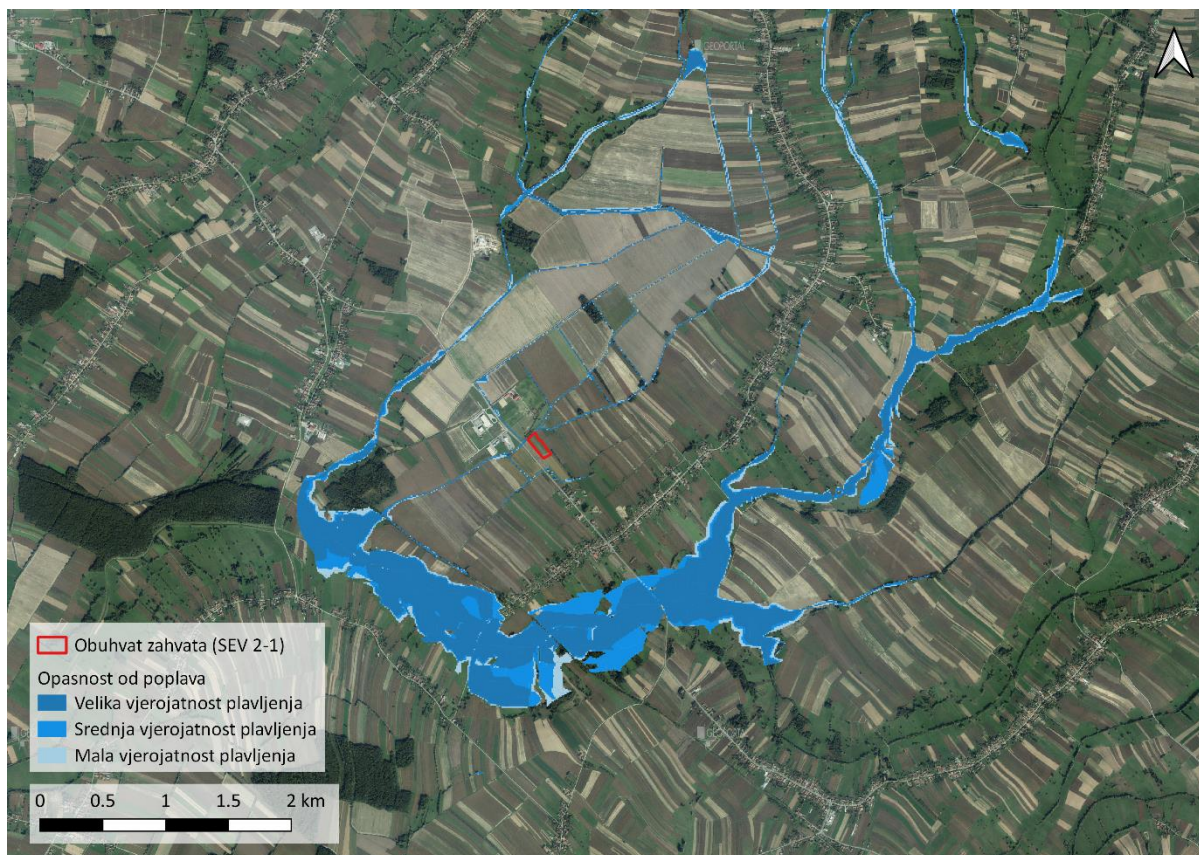 GEOPORTAL
Obuhvat zahvata (SEV 2-1)
Opasnost od poplava
Velika vjerojatnost plavljenja
Srednja vjerojatnost plavljenja
Mala vjerojatnost plavljenja
0 0.5 1 1.5 2 km